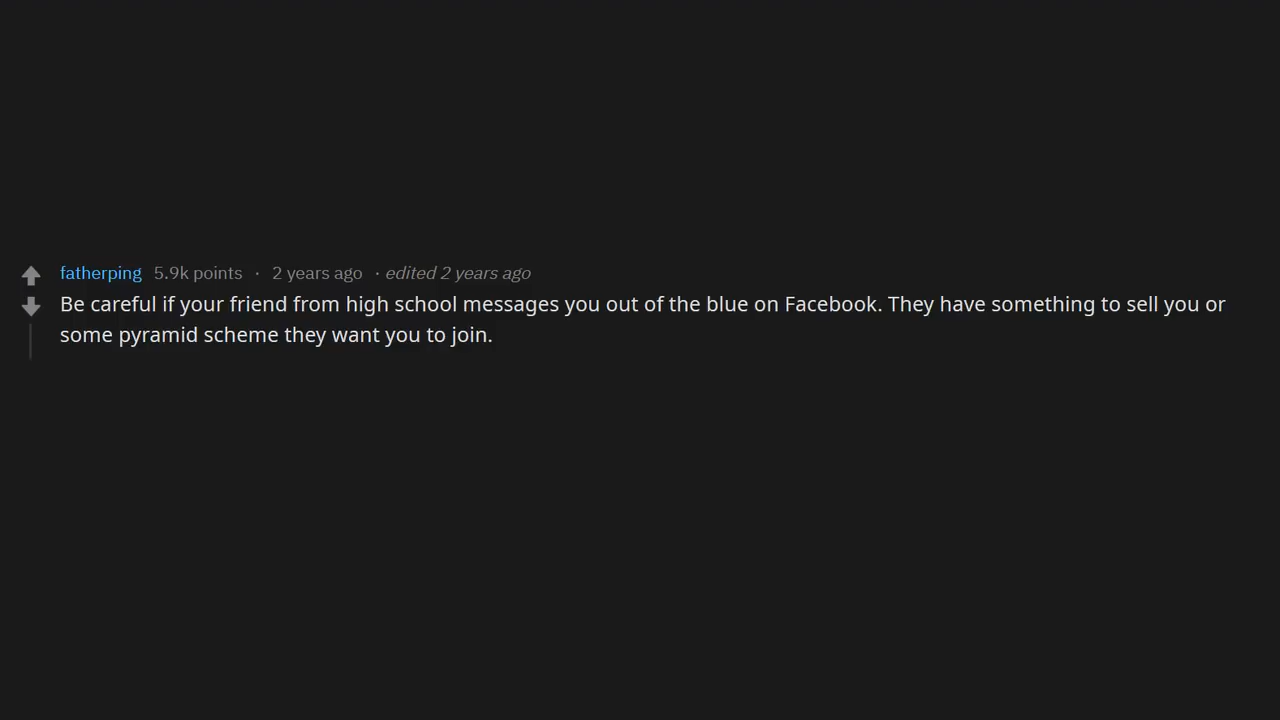 fatherping 5.9k points · 2 years ago · edited 2 years ago
Be careful if your friend from high school messages you out of the blue on Facebook. They have something to sell you or
some pyramid scheme they want you to join.